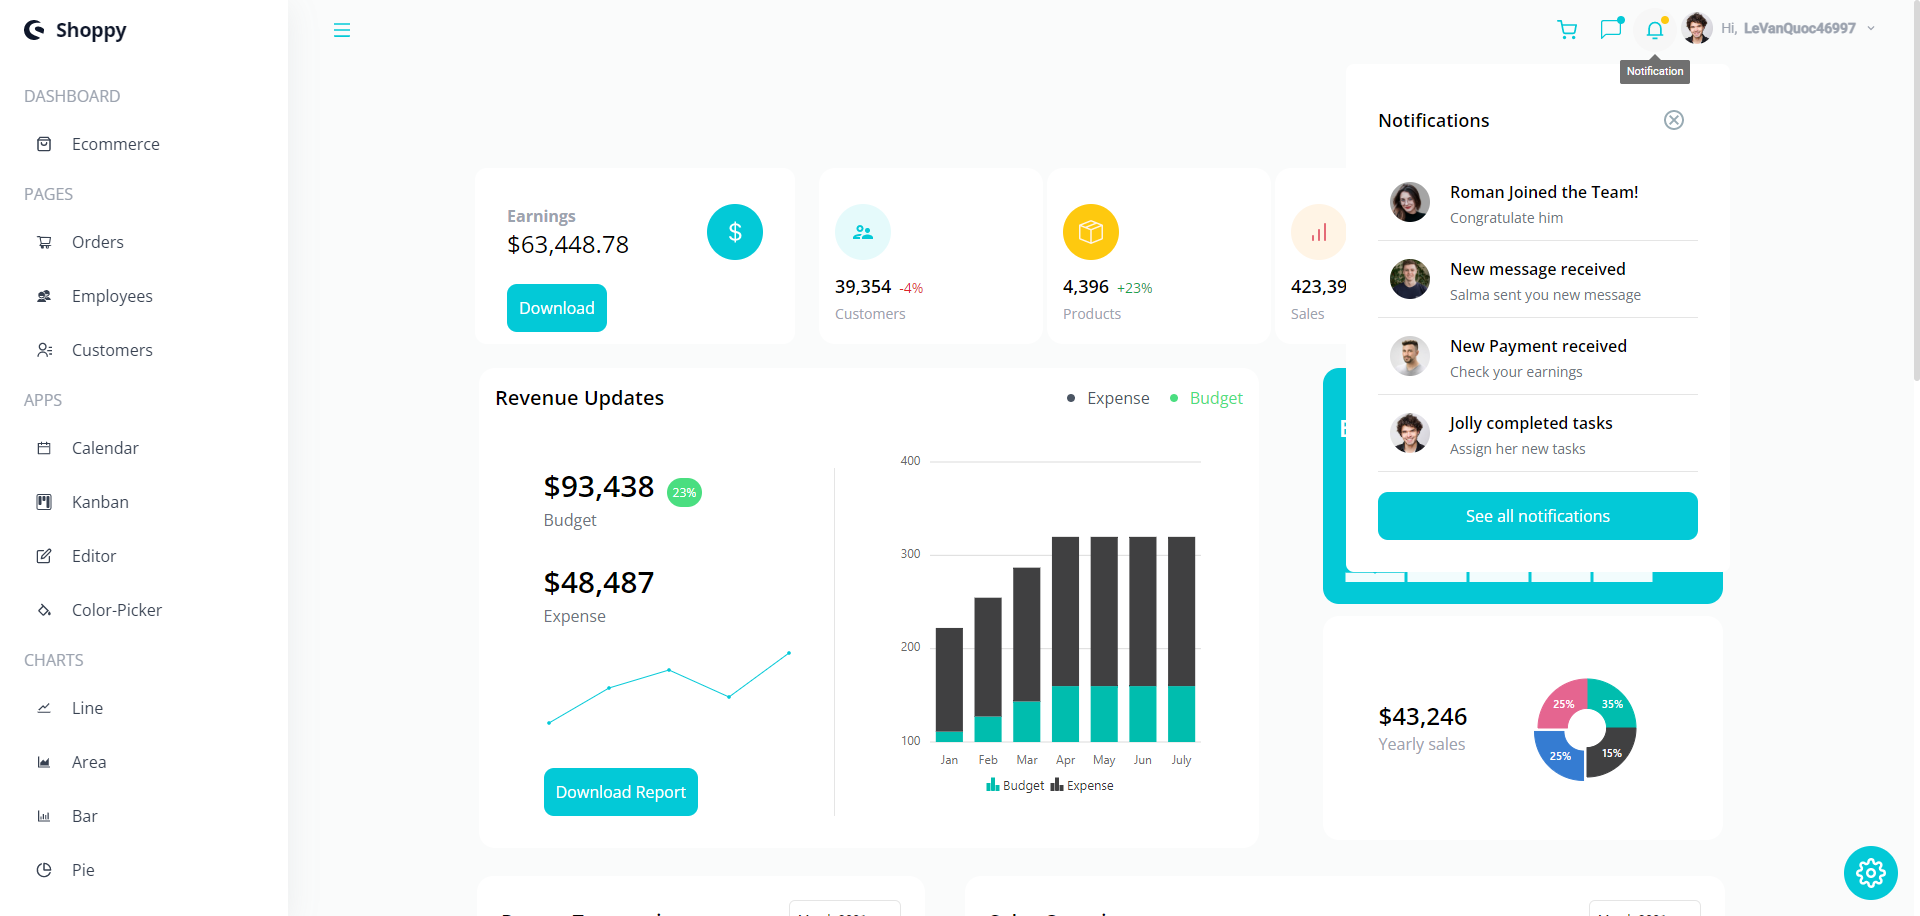 Shoppy
Hi, LeVanQuoc46997
Notification
DASHBOARD
Ecommerce
PAGES
Orders
Employees
Customers
APPS
Calendar
Kanban
Editor
Color-Picker
CHARTS
Line
Area
Bar
Pie
Earnings
$63,448.78
$
Download
39,354 -4%
Customers
4,396 +23%
Products
423,39
Sales
Notifications
Roman Joined the Team!
Congratulate him
New message received
Salma sent you new message
New Payment received
Check your earnings
Jolly completed tasks
Assign her new tasks
See all notifications
Revenue Updates
Expense
Budget
$93,438 23%
Budget
$48,487
Expense
Download Report
400
300
200
100
Jan Feb Mar Apr May Jun July
Budget Expense
$43,246
Yearly sales
25% 35%
25% 15%